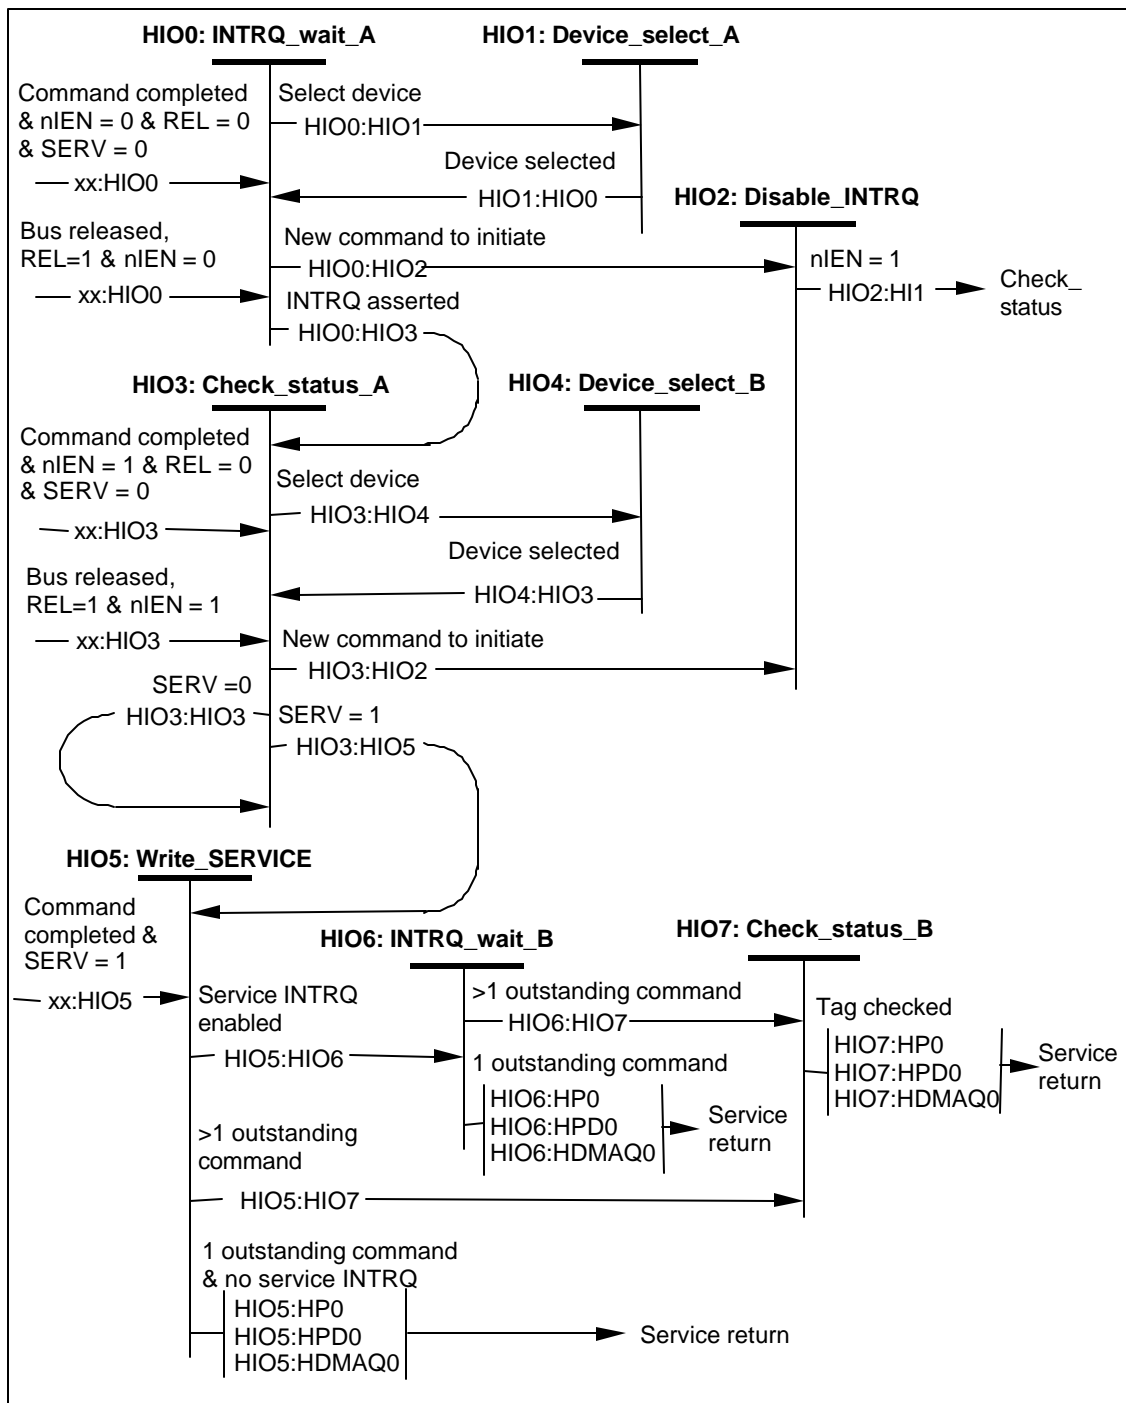 HIO0: INTRQ_wait_A
HIO1: Device_select_A
Command completed
& nIEN = 0 & REL = 0
& SERV = 0
xx:HIO0
Select device
HIO0:HIO1
Device selected
HIO1:HIO0
HIO2: Disable_INTRQ
Bus released,
REL=1 & nIEN = 0
xx:HIO0
New command to initiate
HIO0:HIO2
nIEN = 1
HIO2:HI1
Check_
status
INTRQ asserted
HIO0:HIO3
HIO3: Check_status_A
HIO4: Device_select_B
Command completed
& nIEN = 1 & REL = 0
& SERV = 0
xx:HIO3
Select device
HIO3:HIO4
Device selected
HIO4:HIO3
Bus released,
REL=1 & nIEN = 1
xx:HIO3
New command to initiate
HIO3:HIO2
SERV =0
HIO3:HIO3
SERV = 1
HIO3:HIO5
HIO5: Write_SERVICE
Command
completed &
SERV = 1
xx:HIO5
HIO6: INTRQ_wait_B
HIO7: Check_status_B
Service INTRQ
enabled
HIO5:HIO6
>1 outstanding command
HIO6:HIO7
1 outstanding command
HIO6:HP0
HIO6:HPD0
HIO6:HDMAQ0
Service
return
Tag checked
HIO7:HP0
HIO7:HPD0
HIO7:HDMAQ0
Service
return
>1 outstanding
command
HIO5:HIO7
1 outstanding command
& no service INTRQ
HIO5:HP0
HIO5:HPD0
HIO5:HDMAQ0
Service return